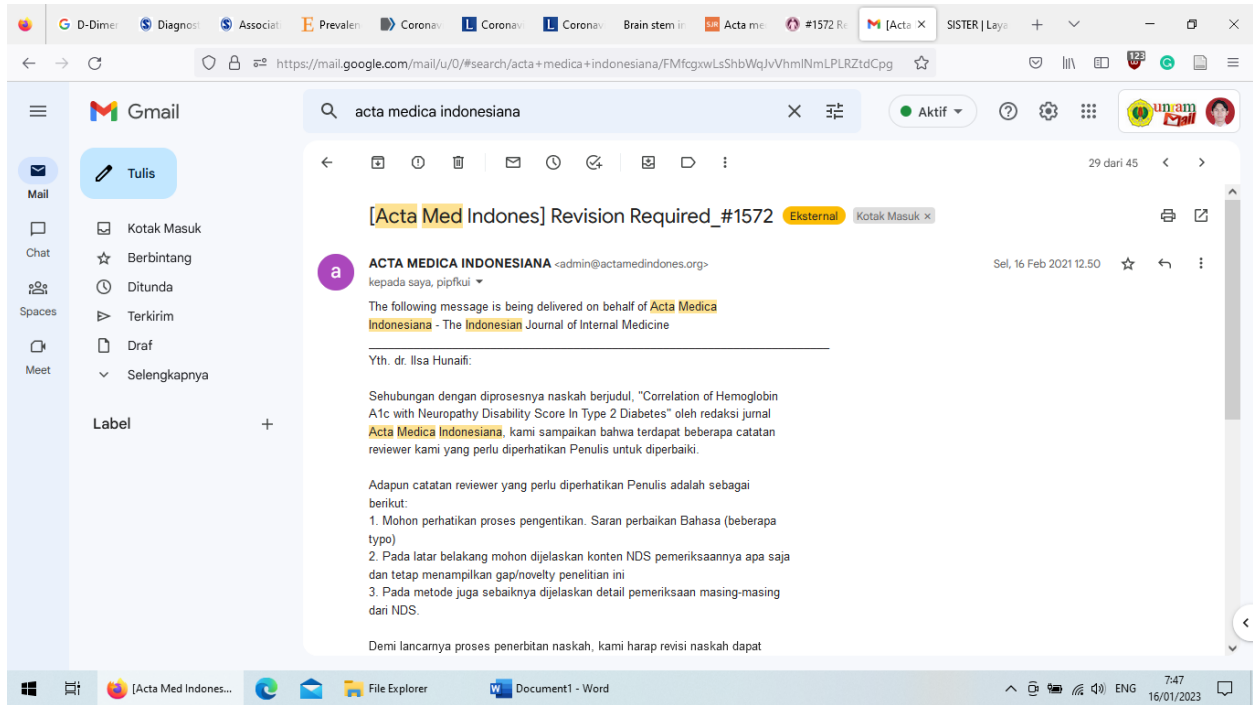 D-Dimer
Diagnost
Associati
Prevalen
Coronav
Coronav
Coronav
Brain stem in
Acta me
#1572 Re
[Acta
SISTER | Laya
https://mail.google.com/mail/u/0/#search/acta+medica+indonesiana/FMfcgxwLsShbWqJvVhmlNmLPLRZtdCpg
123
Gmail
acta medica indonesiana
Aktif
unram
Mail
Tulis
29 dari 45
Mail
Chat
Spaces
Meet
Kotak Masuk
Berbintang
Ditunda
Terkirim
Draf
Selengkapnya
Label
[Acta Med Indones] Revision Required_#1572 Eksternal Kotak Masuk ×
a
ACTA MEDICA INDONESIANA <admin@actamedindones.org>
Sel, 16 Feb 2021 12.50
kepada saya, pipfkui
The following message is being delivered on behalf of Acta Medica
Indonesiana - The Indonesian Journal of Internal Medicine
Yth. dr. Ilsa Hunaifi:
Sehubungan dengan diprosesnya naskah berjudul, "Correlation of Hemoglobin
A1c with Neuropathy Disability Score In Type 2 Diabetes" oleh redaksi jurnal
Acta Medica Indonesiana, kami sampaikan bahwa terdapat beberapa catatan
reviewer kami yang perlu diperhatikan Penulis untuk diperbaiki.
Adapun catatan reviewer yang perlu diperhatikan Penulis adalah sebagai
berikut:
1. Mohon perhatikan proses pengentikan. Saran perbaikan Bahasa (beberapa
typo)
2. Pada latar belakang mohon dijelaskan konten NDS pemeriksaannya apa saja
dan tetap menampilkan gap/novelty penelitian ini
3. Pada metode juga sebaiknya dijelaskan detail pemeriksaan masing-masing
dari NDS.
Demi lancarnya proses penerbitan naskah, kami harap revisi naskah dapat
[Acta Med Indones...
File Explorer
Document1 - Word
ENG
7:47
16/01/2023